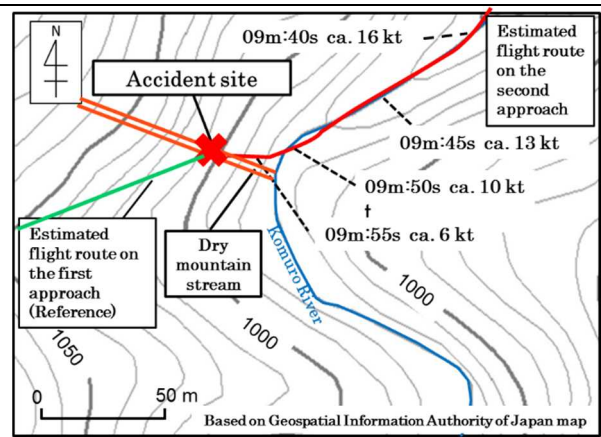 N
09m:40s ca. 16 kt
Estimated
flight route
on the
second
approach
Accident site
09m:45s ca. 13 kt
09m:50s ca. 10 kt
09m:55s ca. 6 kt
Estimated
flight route on
the first
approach
(Reference)
Dry
mountain
stream
Komuro River
1000
1000
1050
0 50 m
Based on Geospatial Information Authority of Japan map